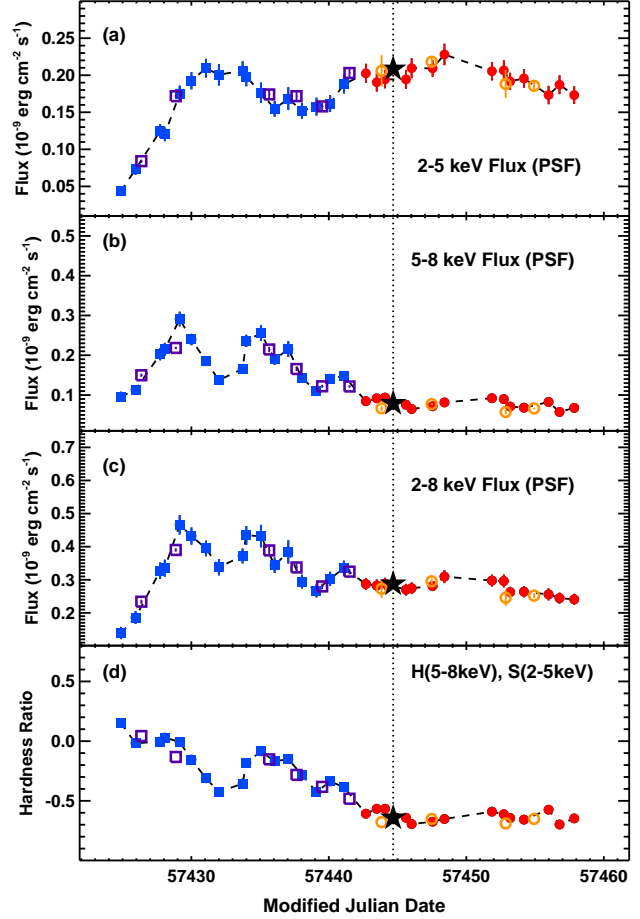 (a)
0.25
0.20
0.15
0.10
0.05
Flux (10⁻⁹ erg cm⁻² s⁻¹)
2-5 keV Flux (PSF)
(b)
0.5
0.4
0.3
0.2
0.1
Flux (10⁻⁹ erg cm⁻² s⁻¹)
5-8 keV Flux (PSF)
(c)
0.7
0.6
0.5
0.4
0.3
0.2
0.1
Flux (10⁻⁹ erg cm⁻² s⁻¹)
2-8 keV Flux (PSF)
(d)
0.5
0.0
-0.5
Hardness Ratio
H(5-8keV), S(2-5keV)
57430 57440 57450 57460
Modified Julian Date